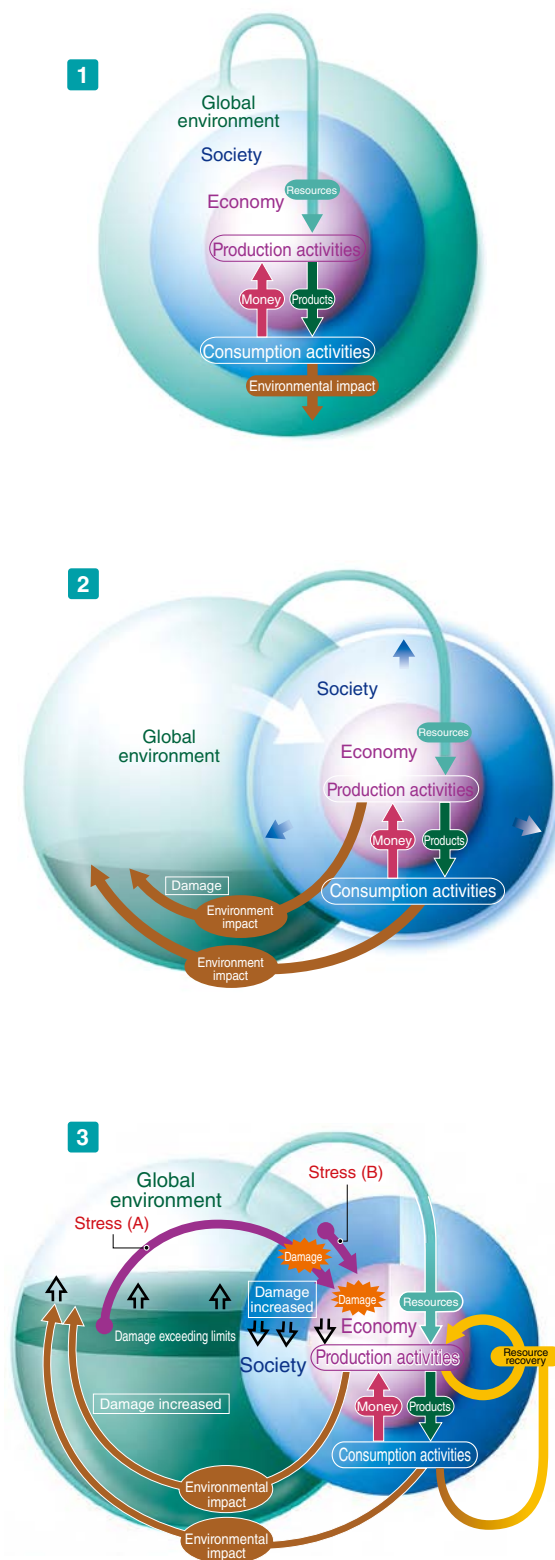 1
Global
environment
Society
Economy
Resources
Production activities
Money
Products
Consumption activities
Environmental impact
2
Society
Global
environment
Economy
Resources
Production activities
Money
Products
Damage
Consumption activities
Environment
impact
Environment
impact
3
Global
environment
Stress (B)
Stress (A)
Damage
Damage
increased
Damage
Resources
Economy
Damage exceeding limits
Society
Production activities
Resource
recovery
Damage increased
Money
Products
Consumption activities
Environmental
impact
Environmental
impact